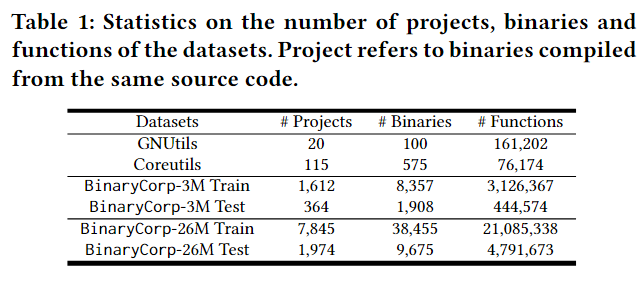 Table 1: Statistics on the number of projects, binaries and
functions of the datasets. Project refers to binaries compiled
from the same source code.
Datasets # Projects # Binaries # Functions
GNUtils 20 100 161,202
Coreutils 115 575 76,174
BinaryCorp-3M Train 1,612 8,357 3,126,367
BinaryCorp-3M Test 364 1,908 444,574
BinaryCorp-26M Train 7,845 38,455 21,085,338
BinaryCorp-26M Test 1,974 9,675 4,791,673